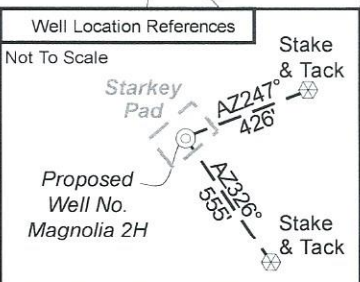 Well Location References
Not To Scale
Stake
& Tack
Starkey
Pad
AZ247°
426'
Proposed
Well No.
Magnolia 2H
AZ326°
555'
Stake
& Tack